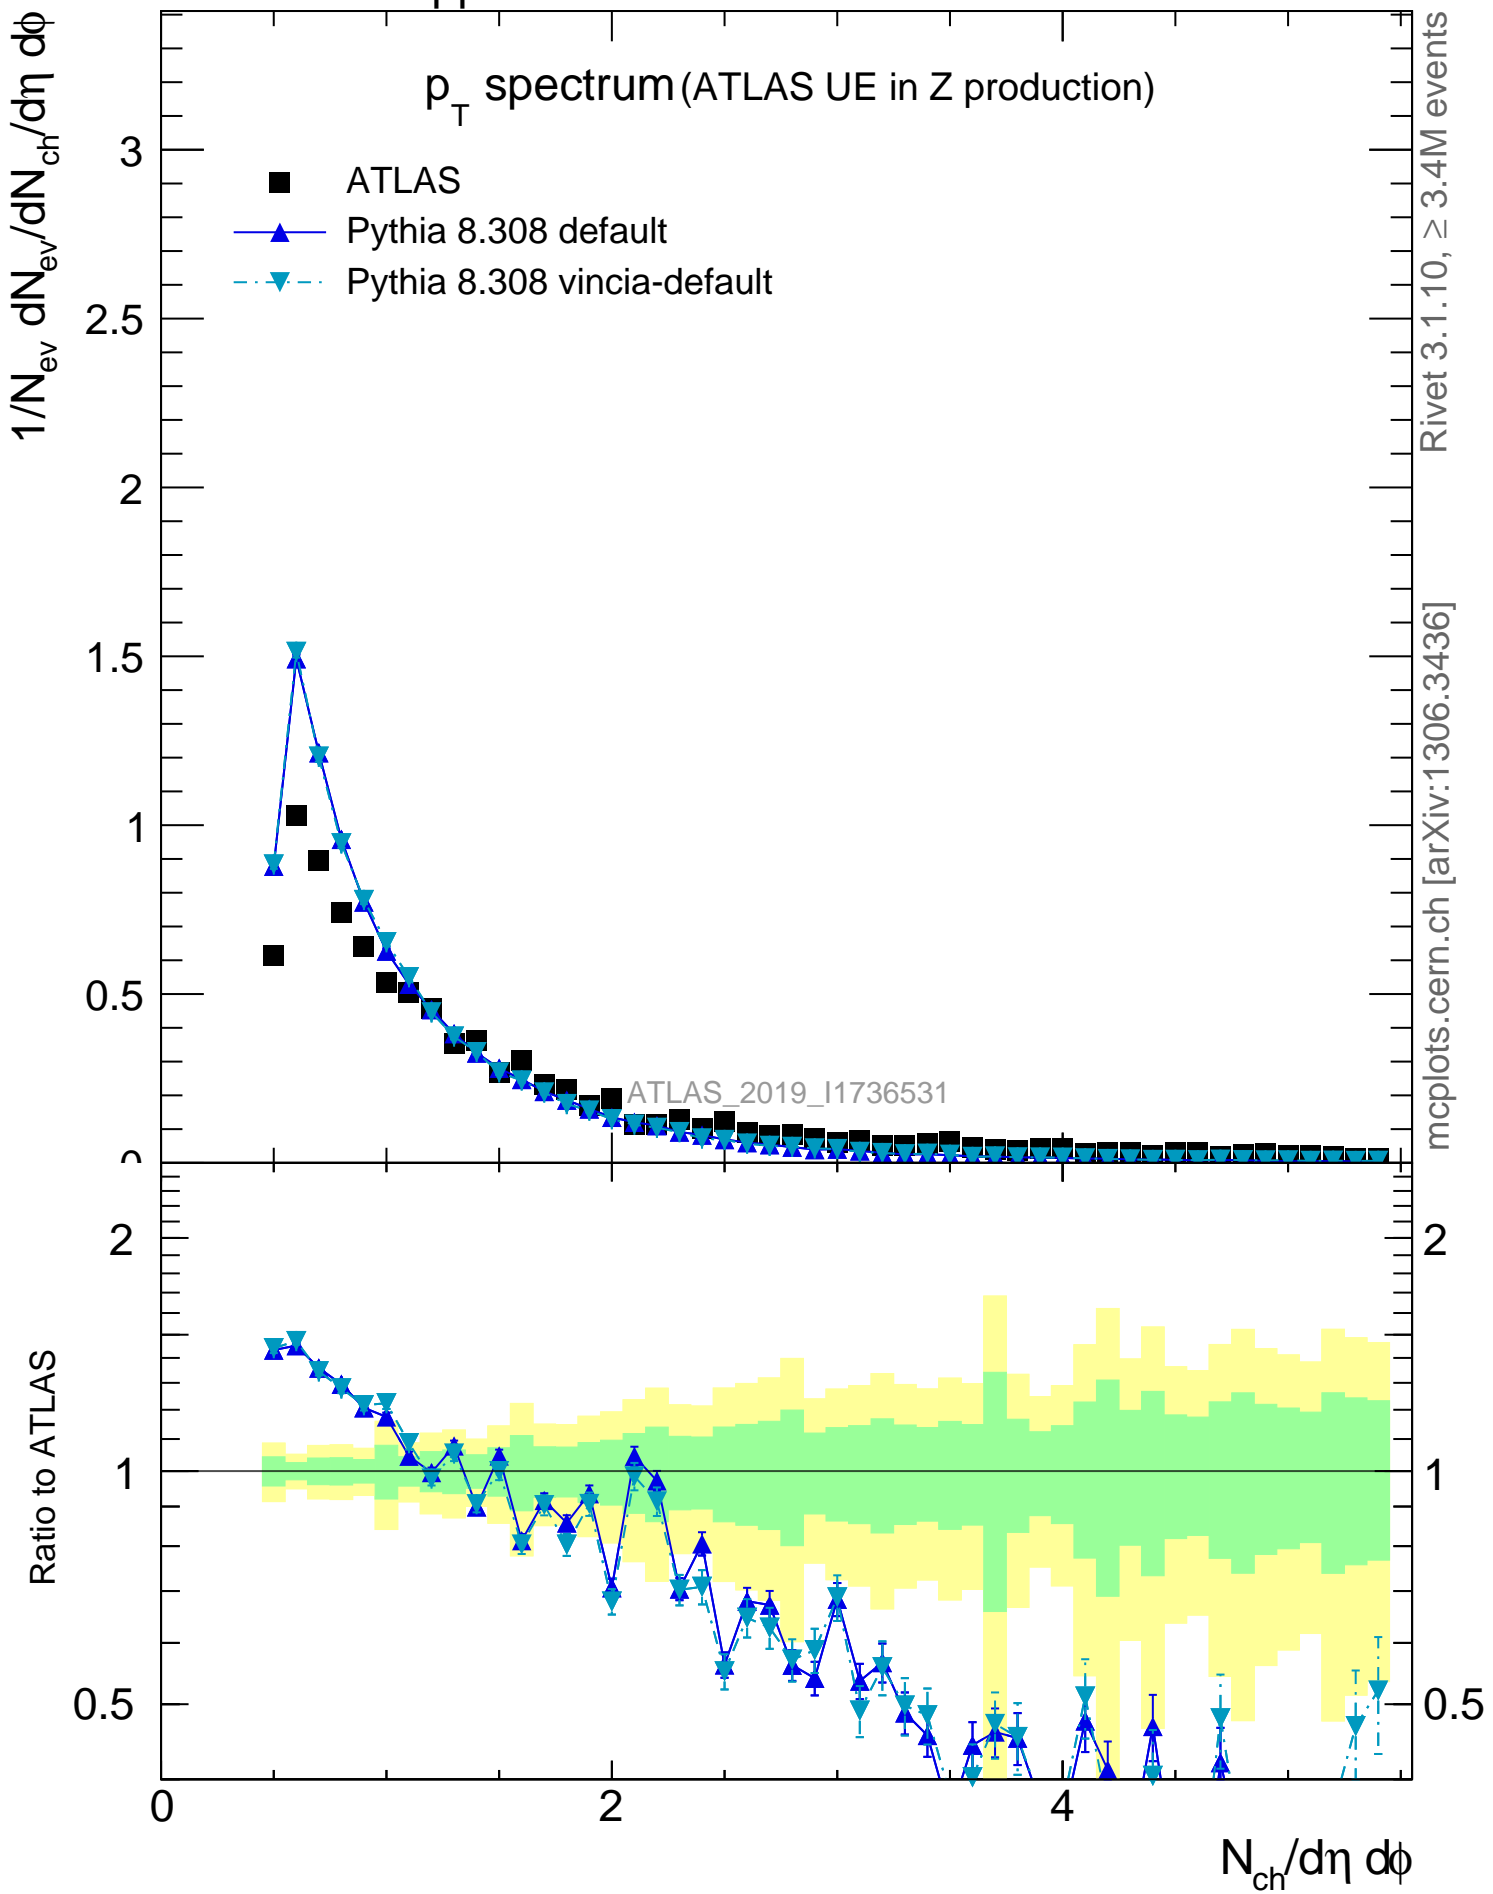 p_T spectrum (ATLAS UE in Z production)
ATLAS
Pythia 8.308 default
Pythia 8.308 vincia-default
1/N_ev dN_ev/dN_ch/dη dϕ
3
2.5
2
1.5
1
0.5
0
ATLAS_2019_I1736531
Rivet 3.1.10, ≥ 3.4M events
mcplots.cern.ch [arXiv:1306.3436]
Ratio to ATLAS
2
1
0.5
2
1
0.5
0 2 4
N_ch/dη dϕ